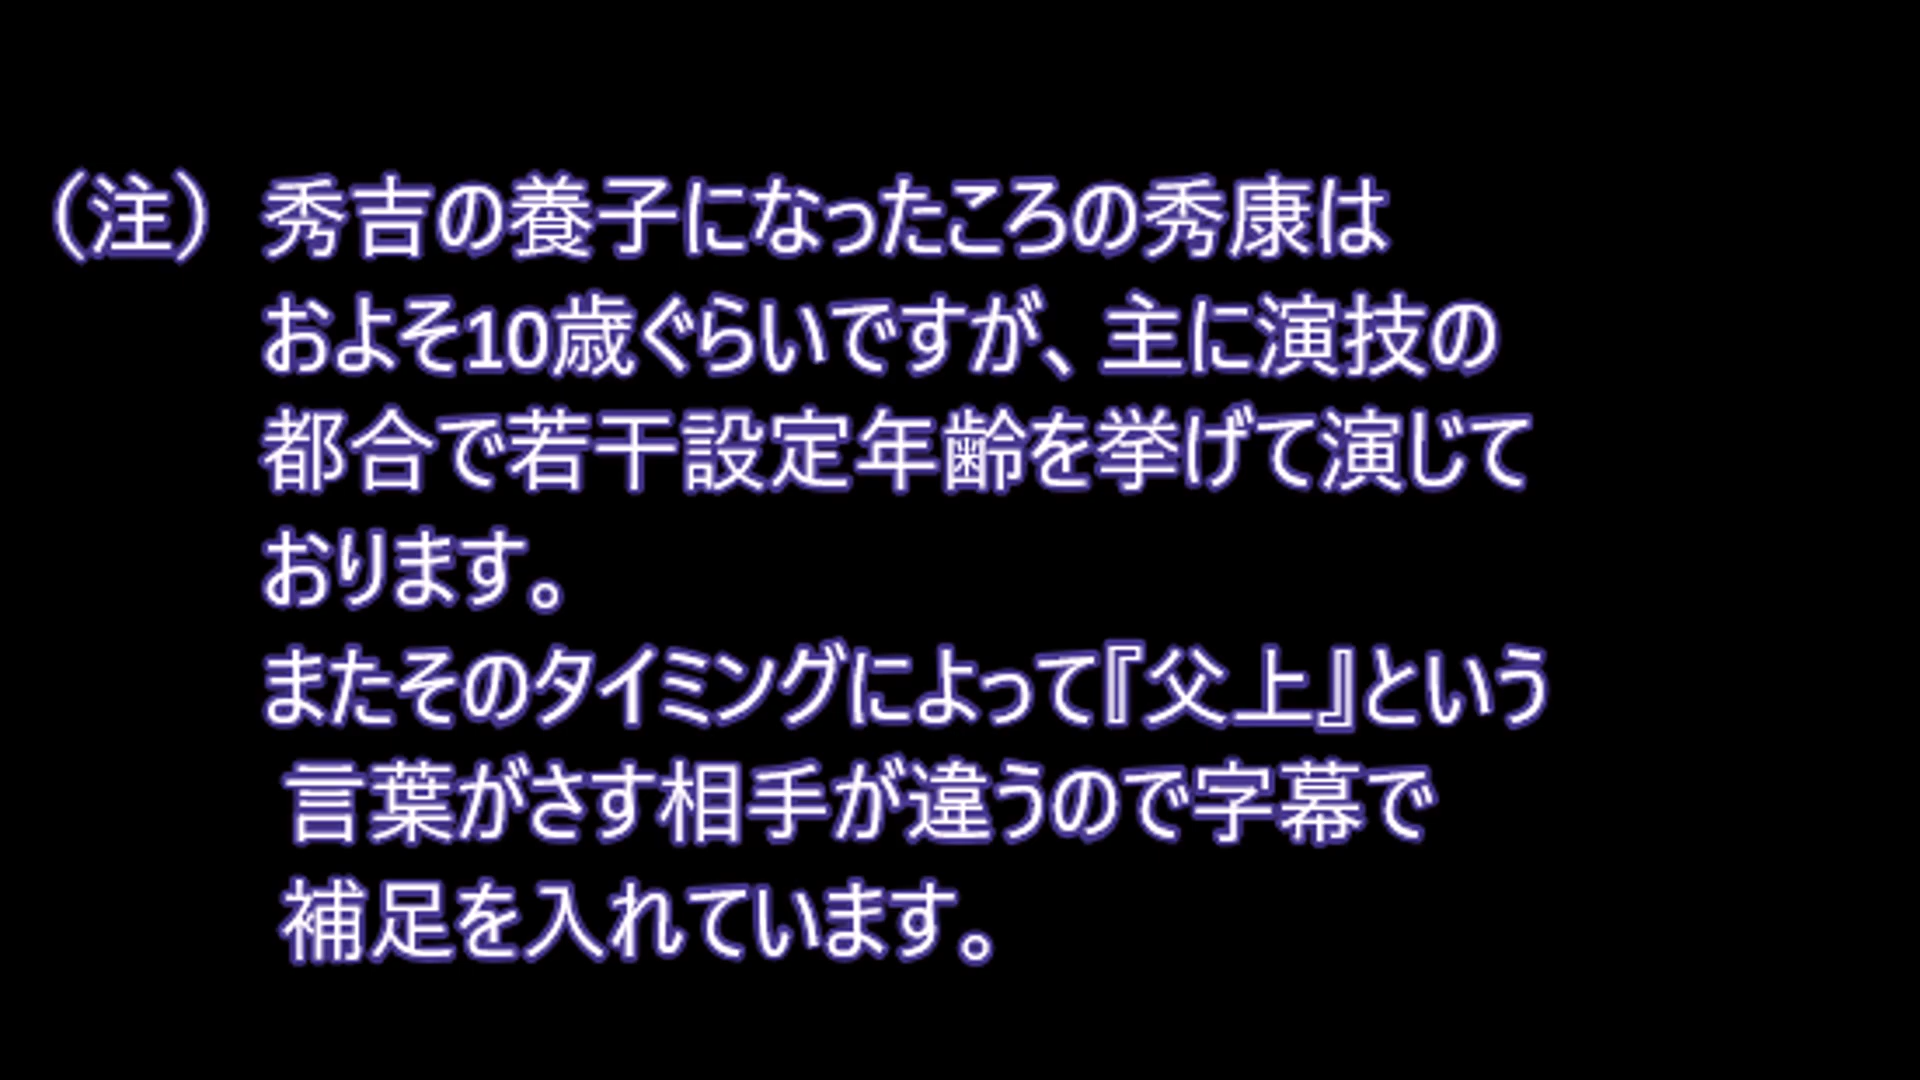 （注）秀吉の養子になったころの秀康は
およそ10歳ぐらいですが、主に演技の
都合で若干設定年齢を挙げて演じて
おります。
またそのタイミングによって『父上』という
言葉がさす相手が違うので字幕で
補足を入れています。